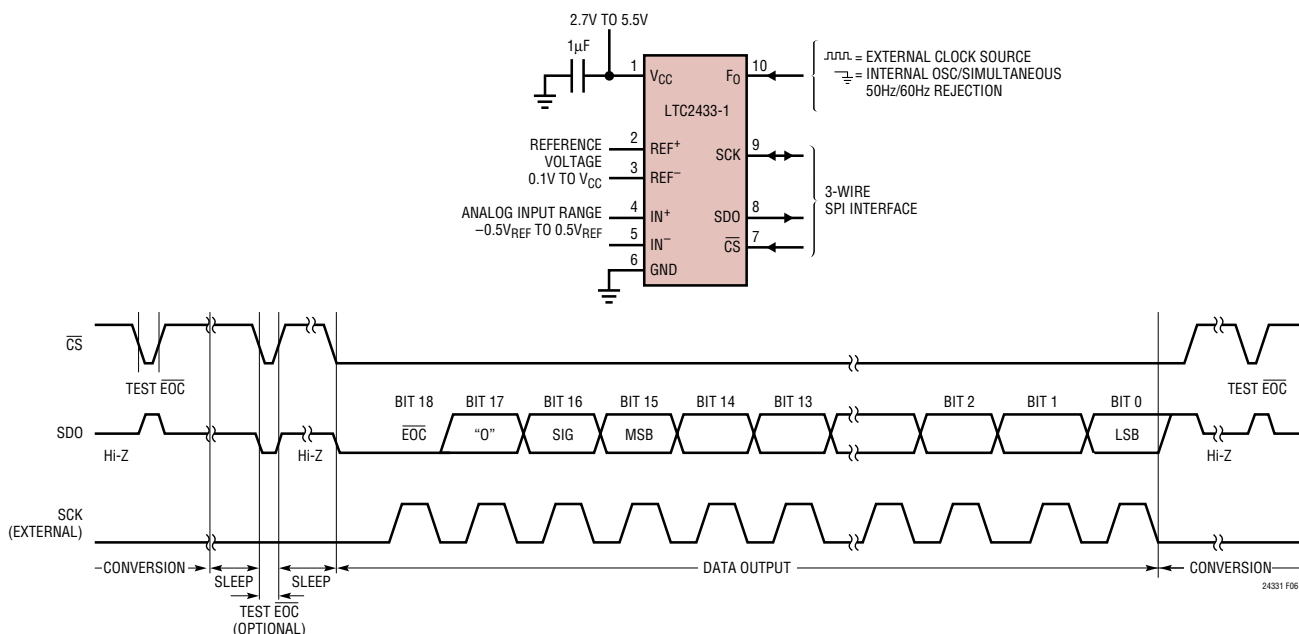 2.7V TO 5.5V
1µF
1
VCC
FO
10
= EXTERNAL CLOCK SOURCE
= INTERNAL OSC/SIMULTANEOUS
50Hz/60Hz REJECTION
LTC2433-1
REFERENCE
VOLTAGE
0.1V TO VCC
2
REF+
3
REF–
SCK
9
ANALOG INPUT RANGE
–0.5VREF TO 0.5VREF
4
IN+
5
IN–
6
GND
SDO
8
CS
7
3-WIRE
SPI INTERFACE
CS
TEST EOC
TEST EOC
BIT 18
BIT 17
BIT 16
BIT 15
BIT 14
BIT 13
BIT 2
BIT 1
BIT 0
SDO
EOC
“O”
SIG
MSB
LSB
Hi-Z
Hi-Z
Hi-Z
SCK
(EXTERNAL)
CONVERSION
SLEEP
SLEEP
DATA OUTPUT
CONVERSION
TEST EOC
(OPTIONAL)
24331 F06